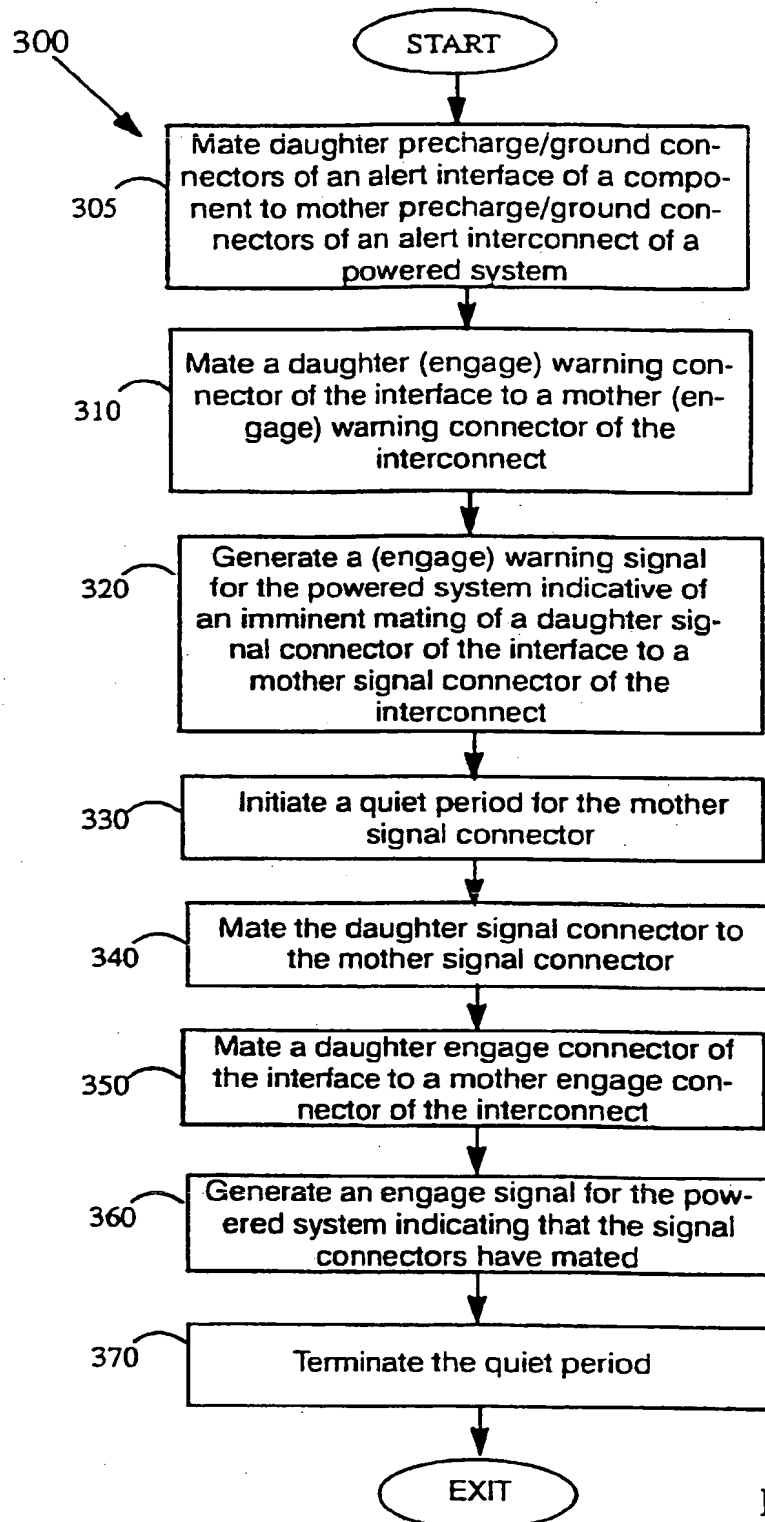 300
START
305
Mate daughter precharge/ground con-
nectors of an alert interface of a compo-
nent to mother precharge/ground con-
nectors of an alert interconnect of a
powered system
310
Mate a daughter (engage) warning con-
nector of the interface to a mother (en-
gage) warning connector of the
interconnect
320
Generate a (engage) warning signal
for the powered system indicative of
an imminent mating of a daughter sig-
nal connector of the interface to a
mother signal connector of the
interconnect
330
Initiate a quiet period for the mother
signal connector
340
Mate the daughter signal connector to
the mother signal connector
350
Mate a daughter engage connector of
the interface to a mother engage con-
nector of the interconnect
360
Generate an engage signal for the pow-
ered system indicating that the signal
connectors have mated
370
Terminate the quiet period
EXIT